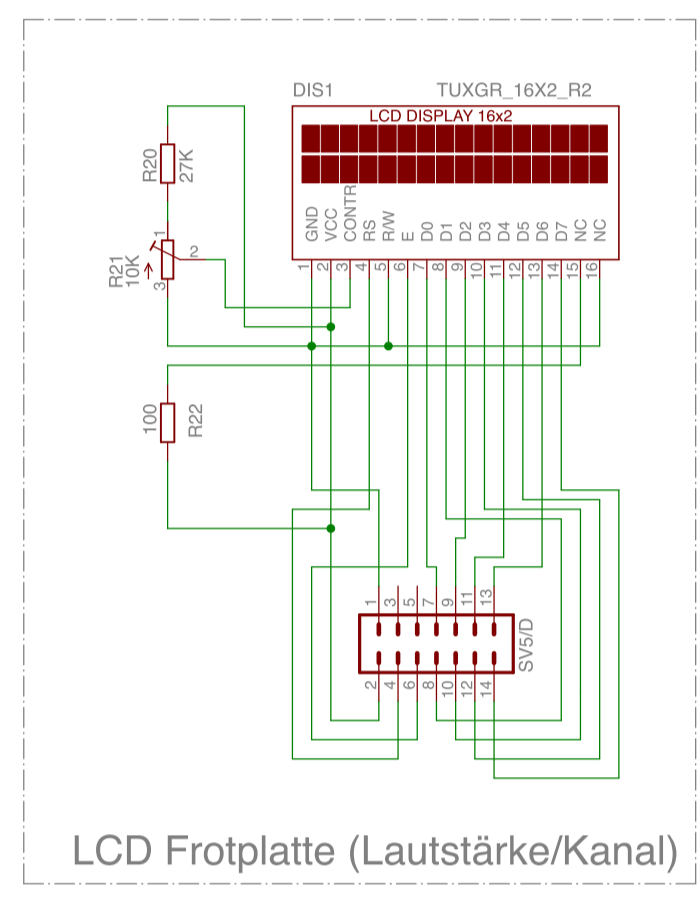 DIS1
TUXGR_16X2_R2
LCD DISPLAY 16x2
GND
VCC
CONTR
RS
R/W
E
D0
D1
D2
D3
D4
D5
D6
D7
NC
NC
1
2
3
4
5
6
7
8
9
10
11
12
13
14
15
16
R20
27K
1
2
3
R21
10K
100
R22
1
3
5
7
9
11
13
SV5/D
2
4
6
8
10
12
14
LCD Frotplatte (Lautstärke/Kanal)